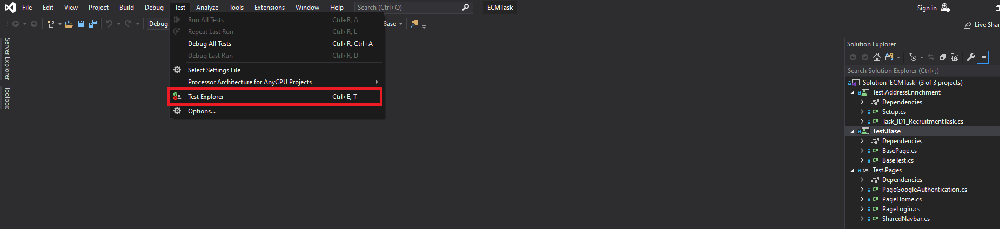 File Edit View Project Build Debug Test Analyze Tools Extensions Window Help Search (Ctrl+Q) ECMTask Sign in
Debug Base Live Shar
Run All Tests Ctrl+R, A
Repeat Last Run Ctrl+R, L
Debug All Tests Ctrl+R, Ctrl+A
Debug Last Run Ctrl+R, D
Select Settings File
Processor Architecture for AnyCPU Projects
Test Explorer Ctrl+E, T
Options...
Server Explorer
Toolbox
Solution Explorer
Search Solution Explorer (Ctrl+;)
Solution 'ECMTask' (3 of 3 projects)
Test.AddressEnrichment
Dependencies
C# Setup.cs
C# Task_ID1_RecruitmentTask.cs
Test.Base
Dependencies
C# BasePage.cs
C# BaseTest.cs
C# Test.Pages
Dependencies
C# PageGoogleAuthentication.cs
C# PageHome.cs
C# PageLogin.cs
C# SharedNavbar.cs